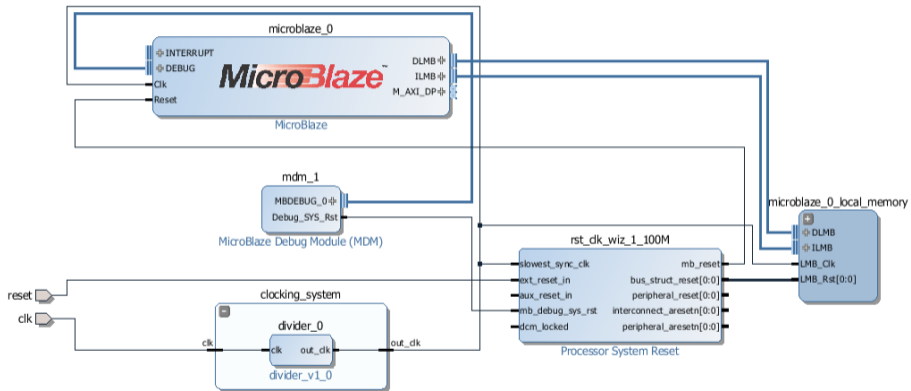 microblaze_0
INTERRUPT
DEBUG
Clk
Reset
MicroBlaze™
DLMB
ILMB
M_AXI_DP
MicroBlaze
mdm_1
MBDEBUG_0
Debug_SYS_Rst
MicroBlaze Debug Module (MDM)
microblaze_0_local_memory
DLMB
ILMB
LMB_Clk
LMB_Rst[0:0]
rst_clk_wiz_1_100M
slowest_sync_clk
ext_reset_in
aux_reset_in
mb_debug_sys_rst
dcm_locked
mb_reset
bus_struct_reset[0:0]
peripheral_reset[0:0]
interconnect_aresetn[0:0]
peripheral_aresetn[0:0]
Processor System Reset
reset
clk
clocking_system
clk
divider_0
clk
out_clk
divider_v1_0
out_clk